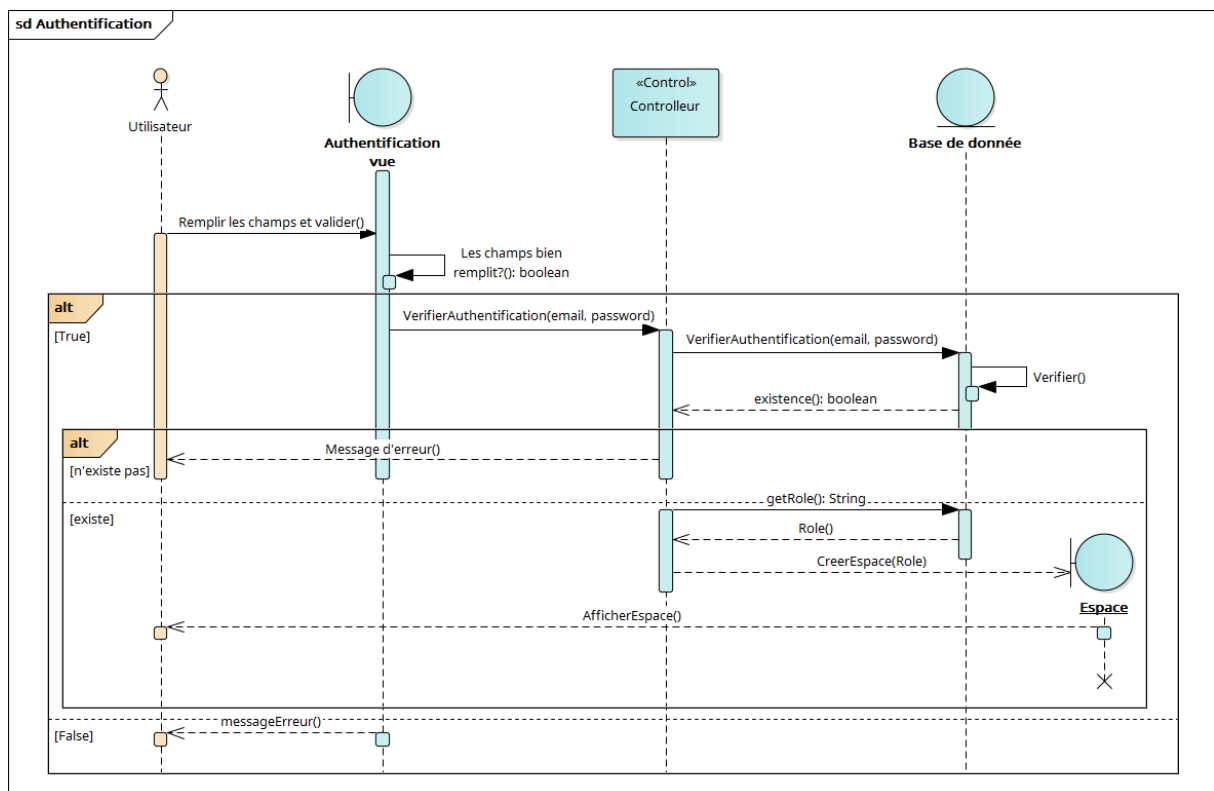 sd Authentification
«Control»
Controlleur
Utilisateur
Authentification
vue
Base de donnée
Remplir les champs et valider()
Les champs bien
remplit?(): boolean
alt
[True]
VerifierAuthentification(email, password)
VerifierAuthentification(email, password)
Verifier()
existence(): boolean
alt
[n'existe pas]
Message d'erreur()
[existe]
getRole(): String
Role()
CreerEspace(Role)
Espace
AfficherEspace()
[False]
messageErreur()